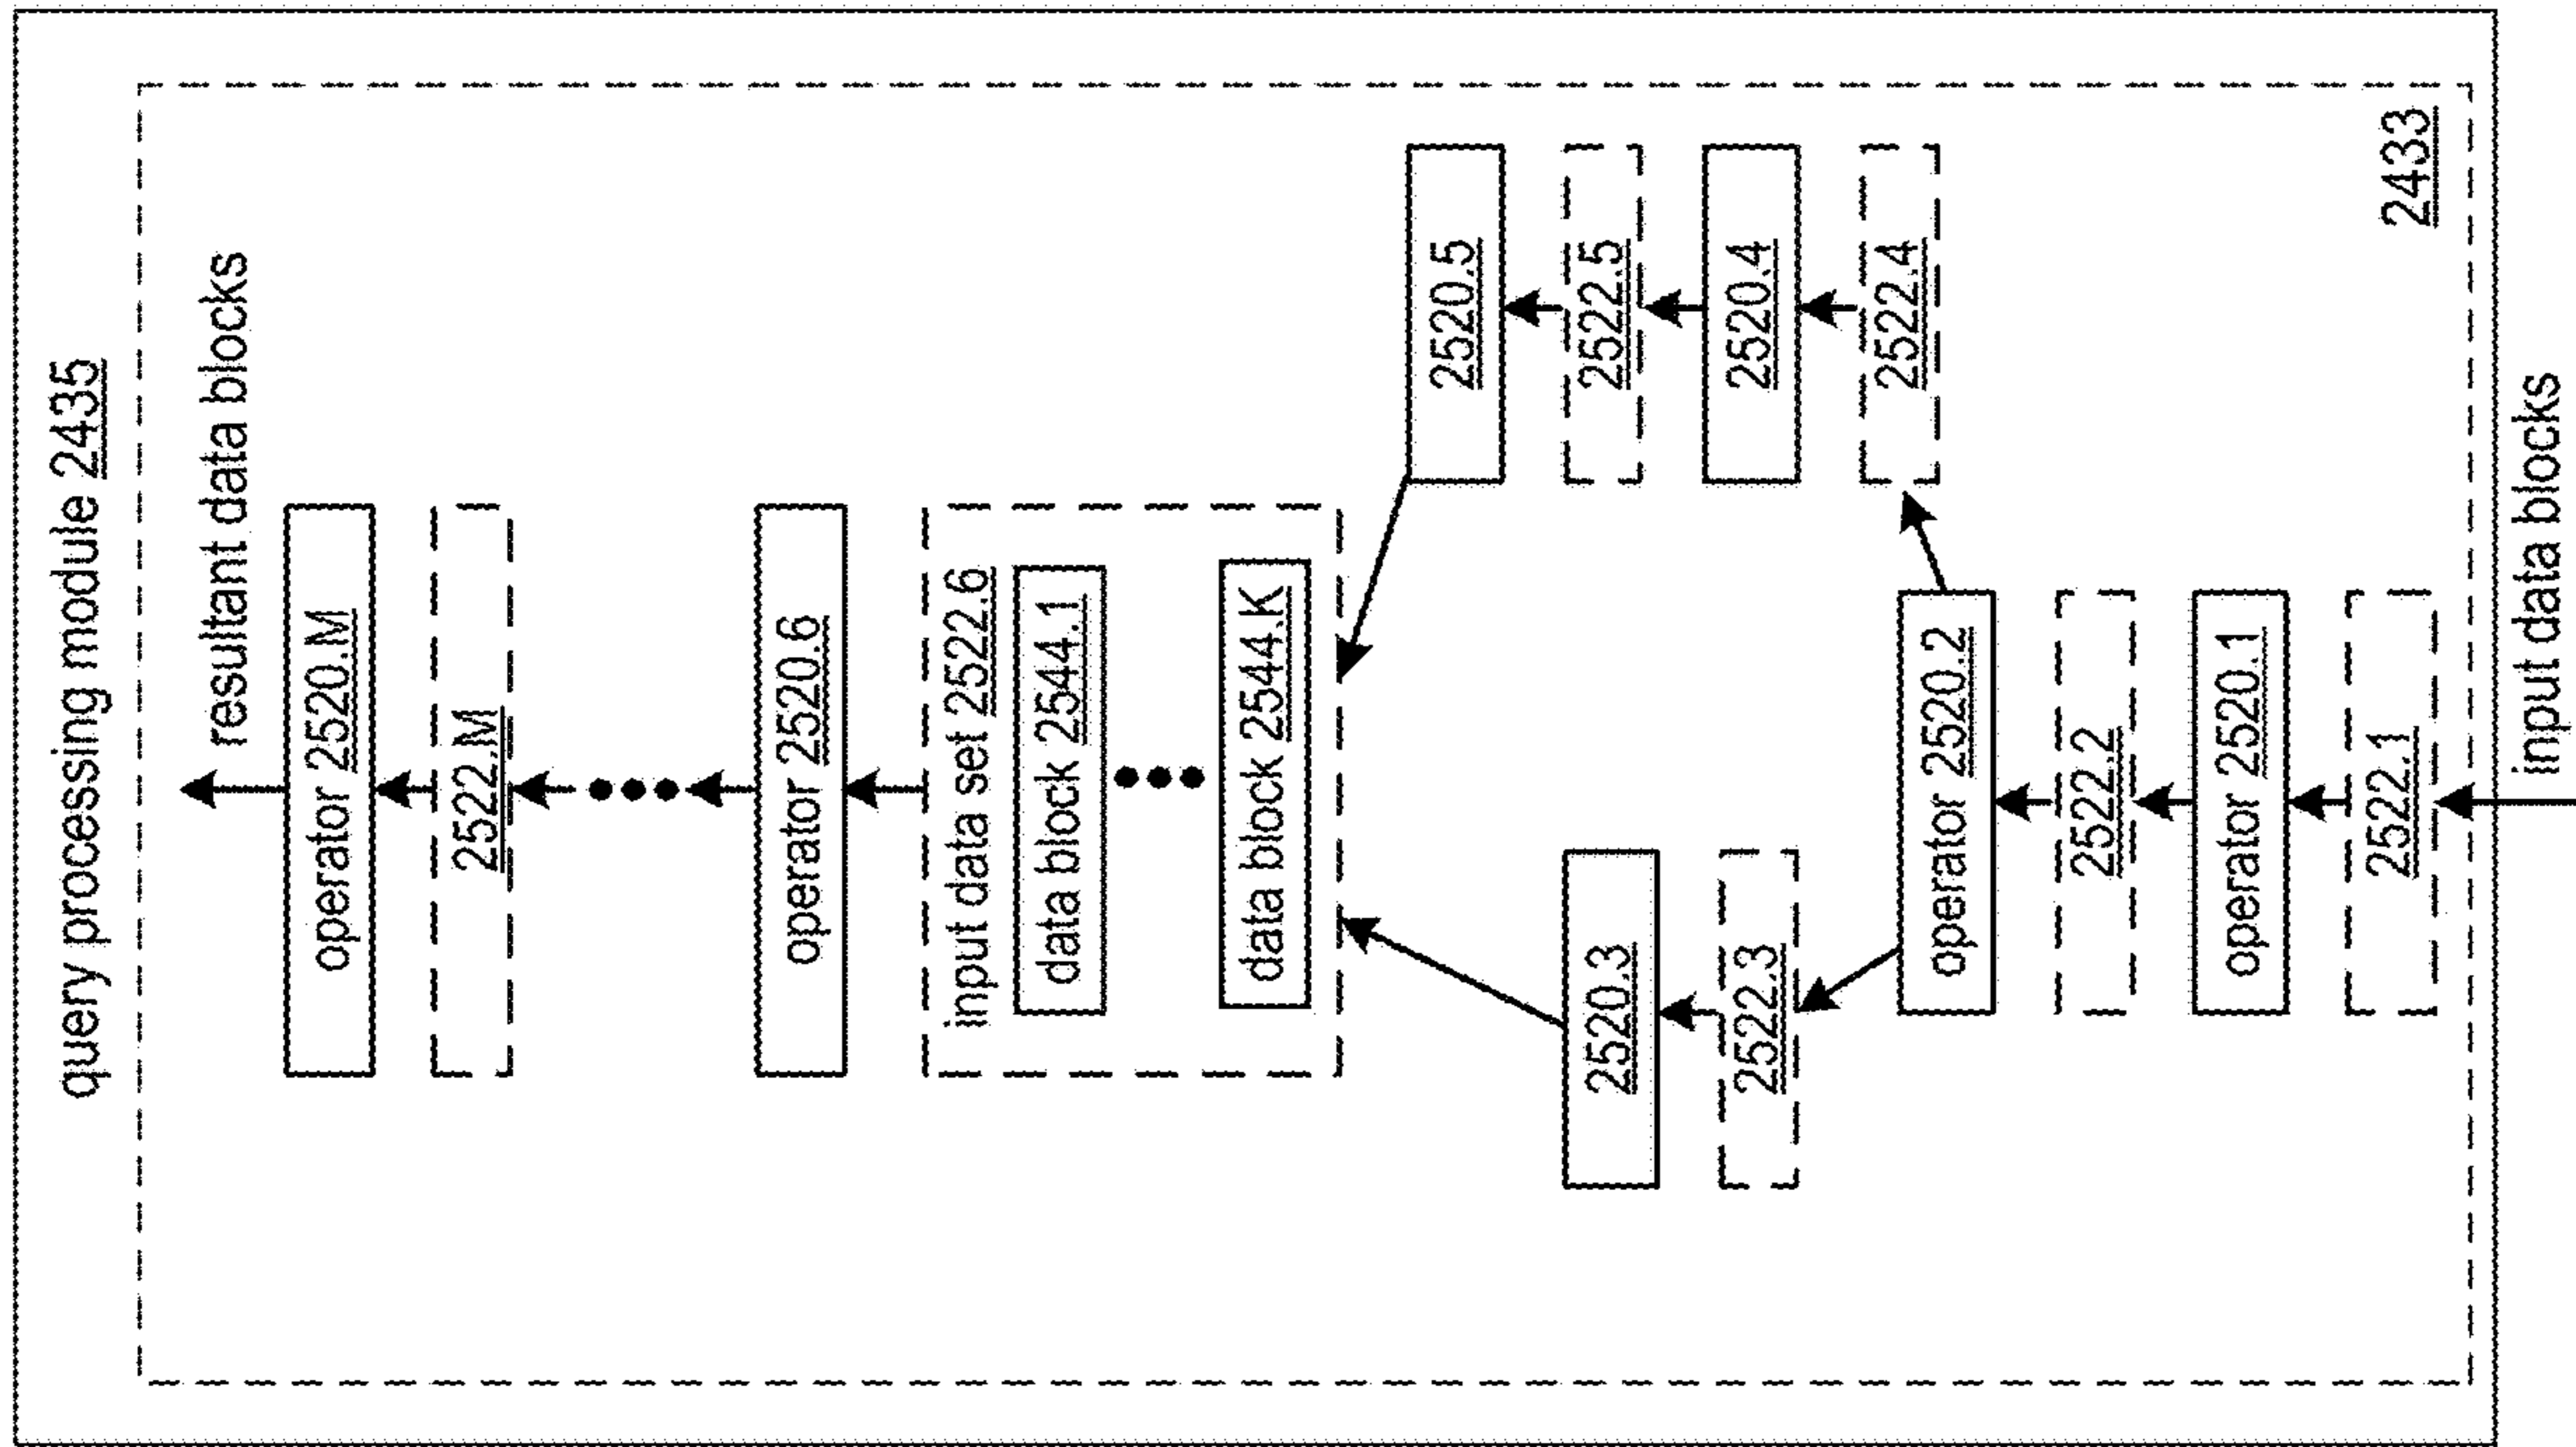 query processing module 2435
resultant data blocks
operator 2520.M
2522.M
operator 2520.6
input data set 2522.6
data block 2544.1
data block 2544.K
2520.5
2522.5
2520.4
2522.4
2520.3
2522.3
operator 2520.2
2522.2
operator 2520.1
2522.1
2433
input data blocks